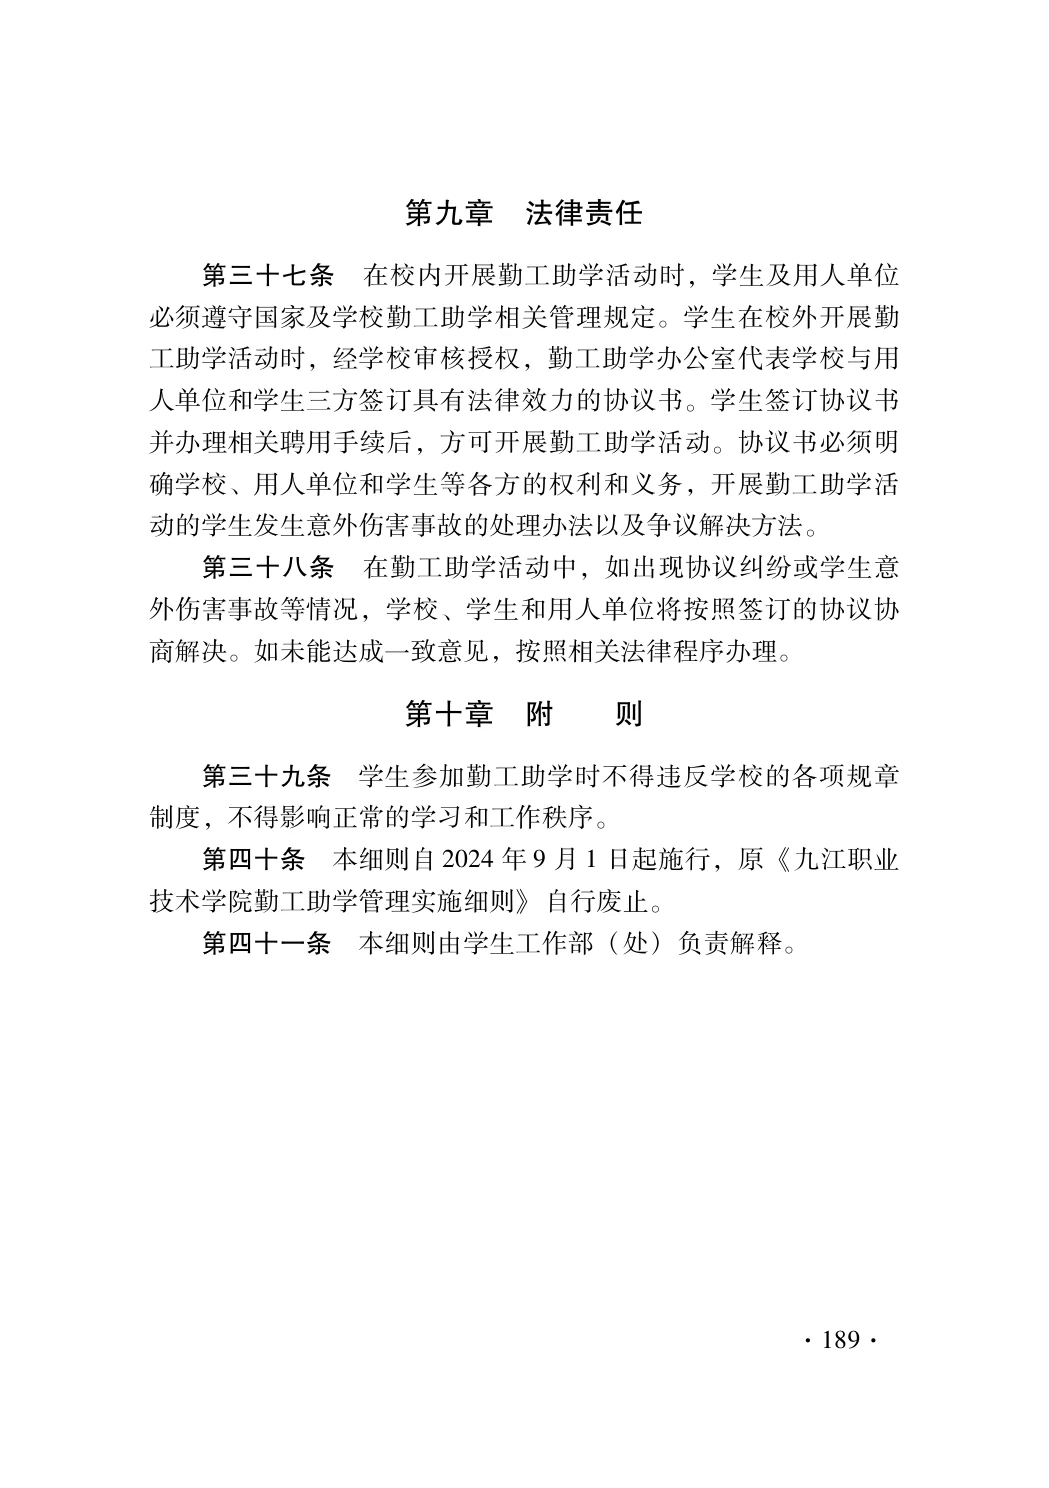 第九章　法律责任
第三十七条　在校内开展勤工助学活动时，学生及用人单位
必须遵守国家及学校勤工助学相关管理规定。学生在校外开展勤
工助学活动时，经学校审核授权，勤工助学办公室代表学校与用
人单位和学生三方签订具有法律效力的协议书。学生签订协议书
并办理相关聘用手续后，方可开展勤工助学活动。协议书必须明
确学校、用人单位和学生等各方的权利和义务，开展勤工助学活
动的学生发生意外伤害事故的处理办法以及争议解决方法。
第三十八条　在勤工助学活动中，如出现协议纠纷或学生意
外伤害事故等情况，学校、学生和用人单位将按照签订的协议协
商解决。如未能达成一致意见，按照相关法律程序办理。
第十章　附　　则
第三十九条　学生参加勤工助学时不得违反学校的各项规章
制度，不得影响正常的学习和工作秩序。
第四十条　本细则自 2024 年 9 月 1 日起施行，原《九江职业
技术学院勤工助学管理实施细则》自行废止。
第四十一条　本细则由学生工作部（处）负责解释。
· 189 ·